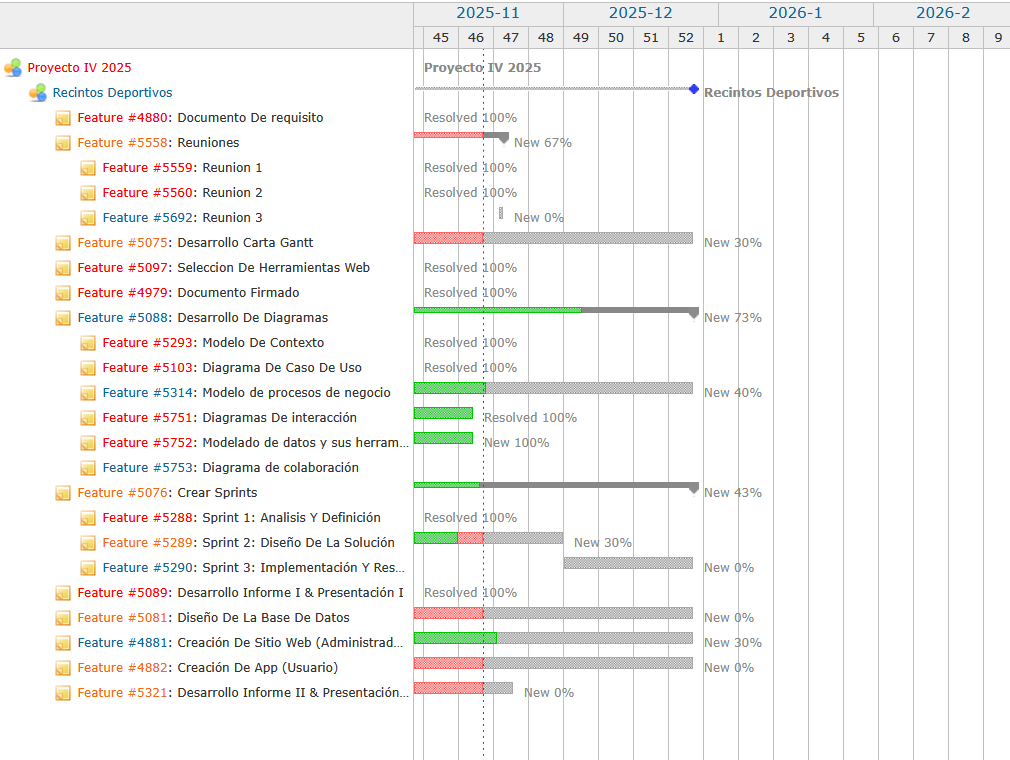 2025-11 2025-12 2026-1 2026-2
45 46 47 48 49 50 51 52 1 2 3 4 5 6 7 8 9
Proyecto IV 2025 Proyecto IV 2025
Recintos Deportivos Recintos Deportivos
Feature #4880: Documento De requisito Resolved 100%
Feature #5558: Reuniones New 67%
Feature #5559: Reunion 1 Resolved 100%
Feature #5560: Reunion 2 Resolved 100%
Feature #5692: Reunion 3 New 0%
Feature #5075: Desarrollo Carta Gantt New 30%
Feature #5097: Seleccion De Herramientas Web Resolved 100%
Feature #4979: Documento Firmado Resolved 100%
Feature #5088: Desarrollo De Diagramas New 73%
Feature #5293: Modelo De Contexto Resolved 100%
Feature #5103: Diagrama De Caso De Uso Resolved 100%
Feature #5314: Modelo de procesos de negocio New 40%
Feature #5751: Diagramas De interacción Resolved 100%
Feature #5752: Modelado de datos y sus herram... New 100%
Feature #5753: Diagrama de colaboración
Feature #5076: Crear Sprints New 43%
Feature #5288: Sprint 1: Analisis Y Definición Resolved 100%
Feature #5289: Sprint 2: Diseño De La Solución New 30%
Feature #5290: Sprint 3: Implementación Y Res... New 0%
Feature #5089: Desarrollo Informe I & Presentación I Resolved 100%
Feature #5081: Diseño De La Base De Datos New 0%
Feature #4881: Creación De Sitio Web (Administrad... New 30%
Feature #4882: Creación De App (Usuario) New 0%
Feature #5321: Desarrollo Informe II & Presentación... New 0%